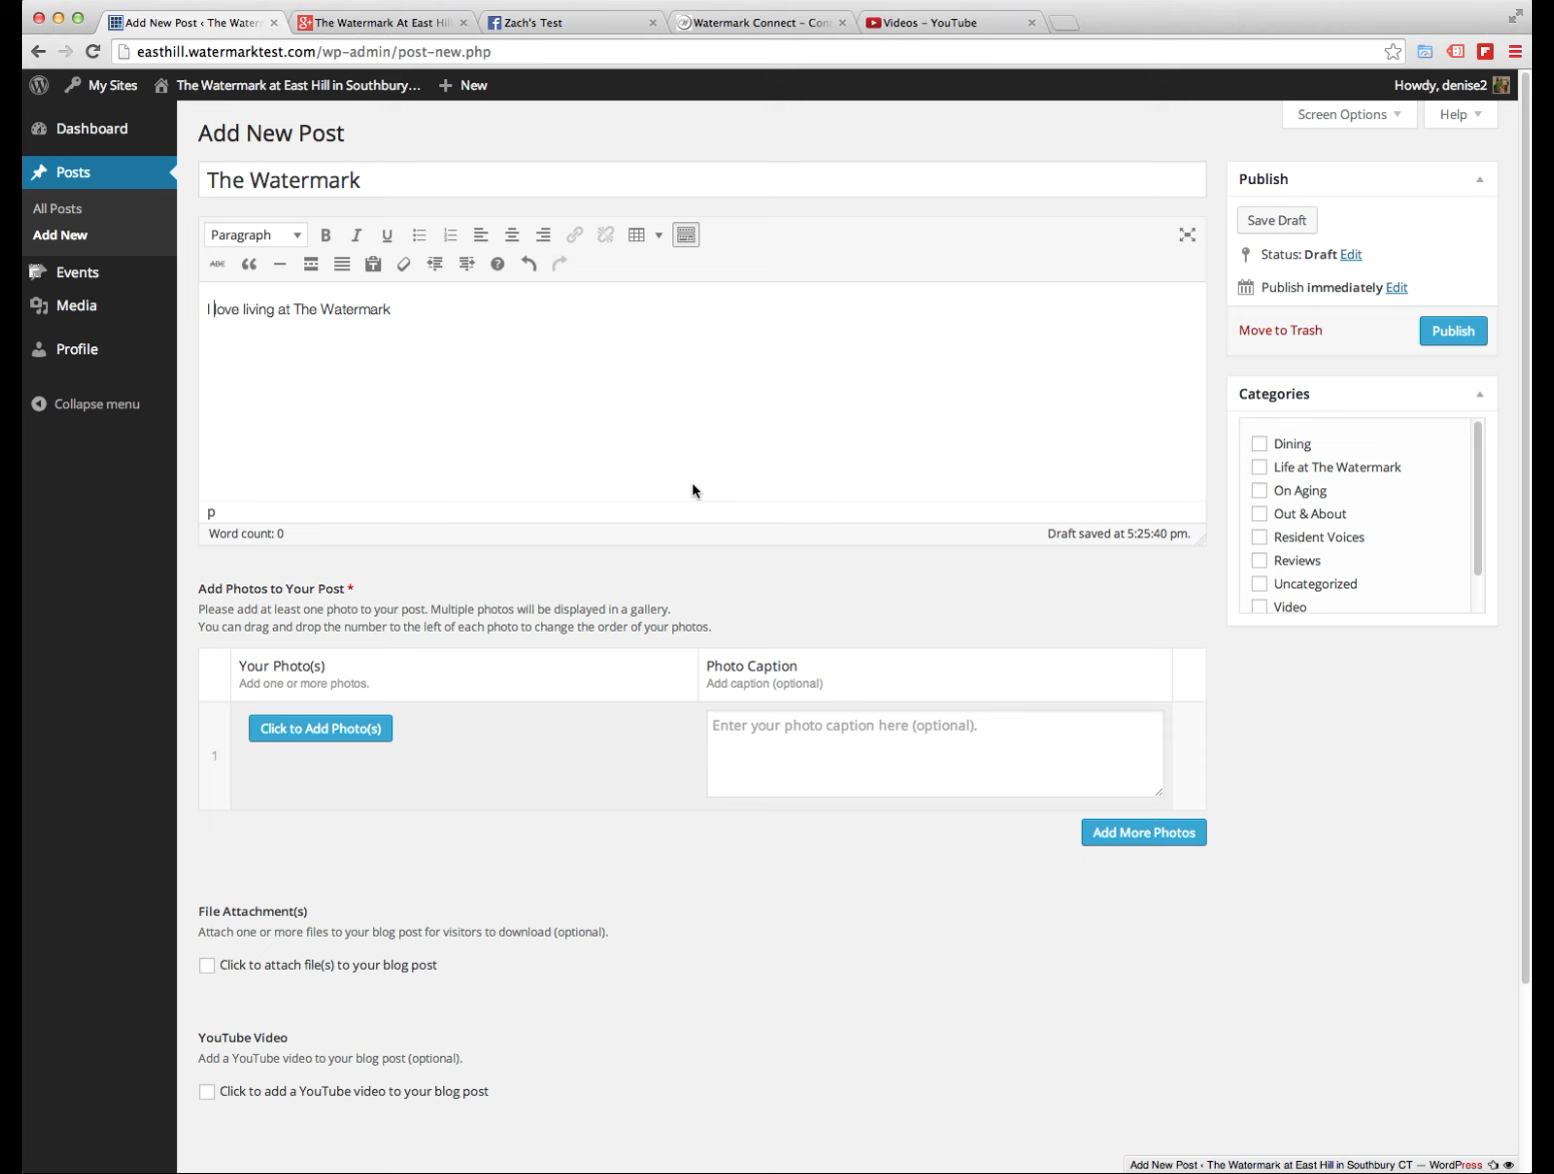 Add New Post ‹ The Water
The Watermark At East Hil
Zach's Test
Watermark Connect – Con
Videos – YouTube
easthill.watermarktest.com/wp-admin/post-new.php
My Sites
The Watermark at East Hill in Southbury...
+ New
Howdy, denise2
Screen Options
Help
Dashboard
Posts
All Posts
Add New
Events
Media
Profile
Collapse menu
Add New Post
The Watermark
Paragraph
B I U
ABC
I love living at The Watermark
p
Word count: 0
Draft saved at 5:25:40 pm.
Publish
Save Draft
Status: Draft Edit
Publish immediately Edit
Move to Trash
Publish
Categories
Dining
Life at The Watermark
On Aging
Out & About
Resident Voices
Reviews
Uncategorized
Video
Add Photos to Your Post *
Please add at least one photo to your post. Multiple photos will be displayed in a gallery.
You can drag and drop the number to the left of each photo to change the order of your photos.
Your Photo(s)
Add one or more photos.
Photo Caption
Add caption (optional)
1
Click to Add Photo(s)
Enter your photo caption here (optional).
Add More Photos
File Attachment(s)
Attach one or more files to your blog post for visitors to download (optional).
Click to attach file(s) to your blog post
YouTube Video
Add a YouTube video to your blog post (optional).
Click to add a YouTube video to your blog post
Add New Post ‹ The Watermark at East Hill in Southbury CT — WordPress